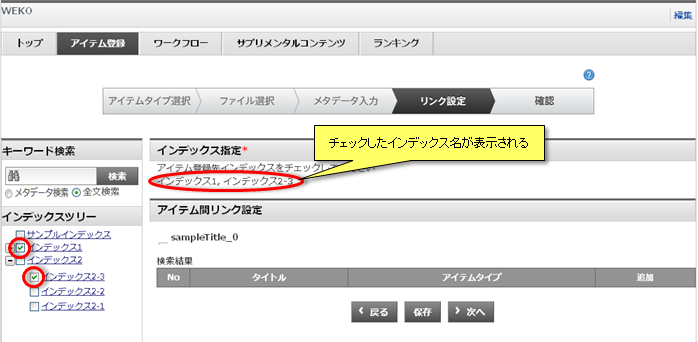 WEKO
編集
トップ アイテム登録 ワークフロー サプリメンタルコンテンツ ランキング
アイテムタイプ選択 ファイル選択 メタデータ入力 リンク設定 確認
キーワード検索
検索
メタデータ検索 全文検索
インデックスツリー
サンプルインデックス
インデックス1
インデックス2
インデックス2-3
インデックス2-2
インデックス2-1
インデックス指定*
チェックしたインデックス名が表示される
アイテム登録先インデックスをチェックして
インデックス1, インデックス2-3
アイテム間リンク設定
sampleTitle_0
検索結果
No タイトル アイテムタイプ 追加
戻る 保存 次へ